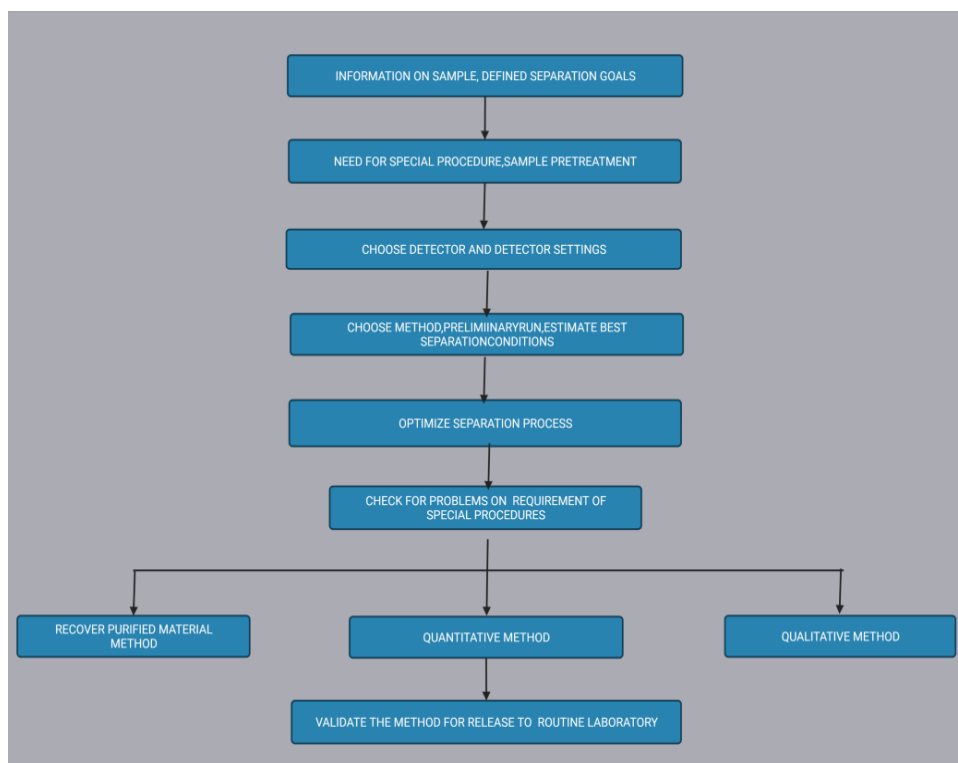 INFORMATION ON SAMPLE, DEFINED SEPARATION GOALS
NEED FOR SPECIAL PROCEDURE,SAMPLE PRETREATMENT
CHOOSE DETECTOR AND DETECTOR SETTINGS
CHOOSE METHOD,PRELIMIINARYRUN,ESTIMATE BEST
SEPARATIONCONDITIONS
OPTIMIZE SEPARATION PROCESS
CHECK FOR PROBLEMS ON REQUIREMENT OF
SPECIAL PROCEDURES
RECOVER PURIFIED MATERIAL
METHOD
QUANTITATIVE METHOD
QUALITATIVE METHOD
VALIDATE THE METHOD FOR RELEASE TO ROUTINE LABORATORY